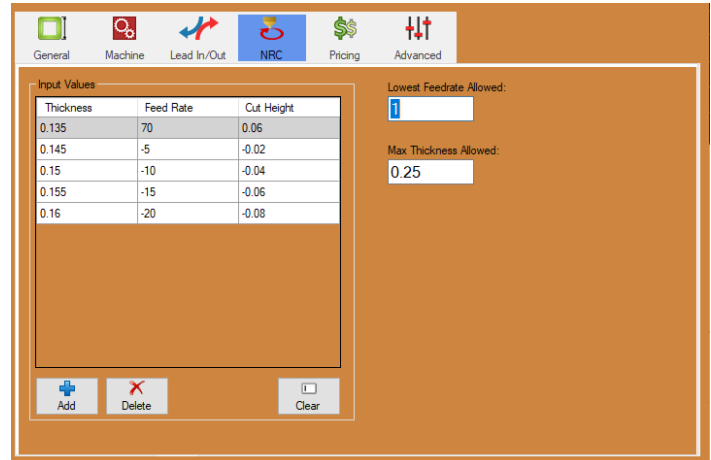 General Machine Lead In/Out NRC Pricing Advanced
Input Values
Thickness Feed Rate Cut Height
0.135 70 0.06
0.145 -5 -0.02
0.15 -10 -0.04
0.155 -15 -0.06
0.16 -20 -0.08
Add Delete Clear
Lowest Feedrate Allowed:
1
Max Thickness Allowed:
0.25